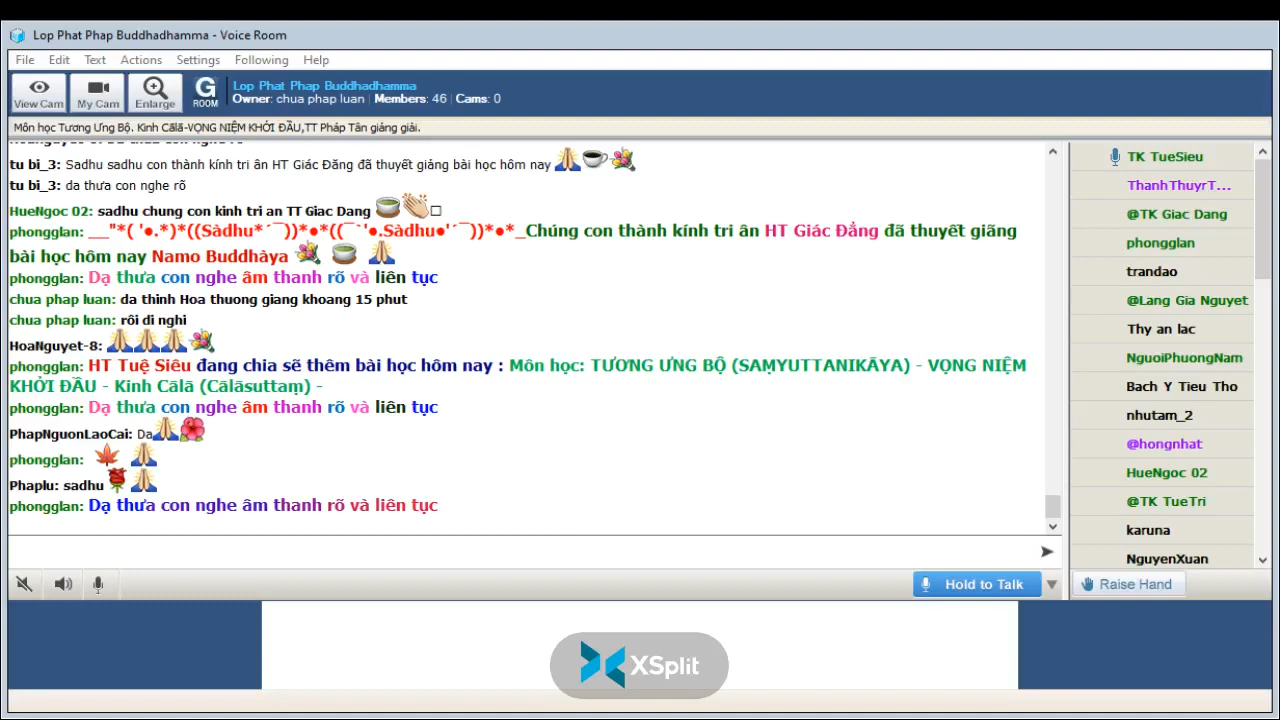 Lop Phat Phap Buddhadhamma - Voice Room
File Edit Text Actions Settings Following Help
View Cam My Cam Enlarge G ROOM
Lop Phat Phap Buddhadhamma
Owner: chua phap luan | Members: 46 | Cams: 0
Môn học Tương Ưng Bộ. Kinh Cālā-VỌNG NIỆM KHỞI ĐẦU,TT Pháp Tân giảng giải.
tu bi_3: Sadhu sadhu con thành kính tri ân HT Giác Đăng đã thuyết giảng bài học hôm nay
tu bi_3: da thưa con nghe rõ
HueNgoc 02: sadhu chung con kinh tri an TT Giac Dang
phongglan: __"*( '●.*)*((Sàdhu*´¯))*●*((¯`'●.Sàdhu●'´¯))*●*_Chúng con thành kính tri ân HT Giác Đẳng đã thuyết giãng
bài học hôm nay Namo Buddhàya
phongglan: Dạ thưa con nghe âm thanh rõ và liên tục
chua phap luan: da thinh Hoa thuong giang khoang 15 phut
chua phap luan: rôi di nghi
HoaNguyet-8:
phongglan: HT Tuệ Siêu đang chia sẽ thêm bài học hôm nay : Môn học: TƯƠNG ƯNG BỘ (SAṂYUTTANIKĀYA) - VỌNG NIỆM
KHỞI ĐẦU - Kinh Cālā (Cālāsuttaṃ) -
phongglan: Dạ thưa con nghe âm thanh rõ và liên tục
PhapNguonLaoCai: Da
phongglan:
Phaplu: sadhu
phongglan: Dạ thưa con nghe âm thanh rõ và liên tục
TK TueSieu
ThanhThuyrT...
@TK Giac Dang
phongglan
trandao
@Lang Gia Nguyet
Thy an lac
NguoiPhuongNam
Bach Y Tieu Tho
nhutam_2
@hongnhat
HueNgoc 02
@TK TueTri
karuna
NguyenXuan
Hold to Talk
Raise Hand
XSplit